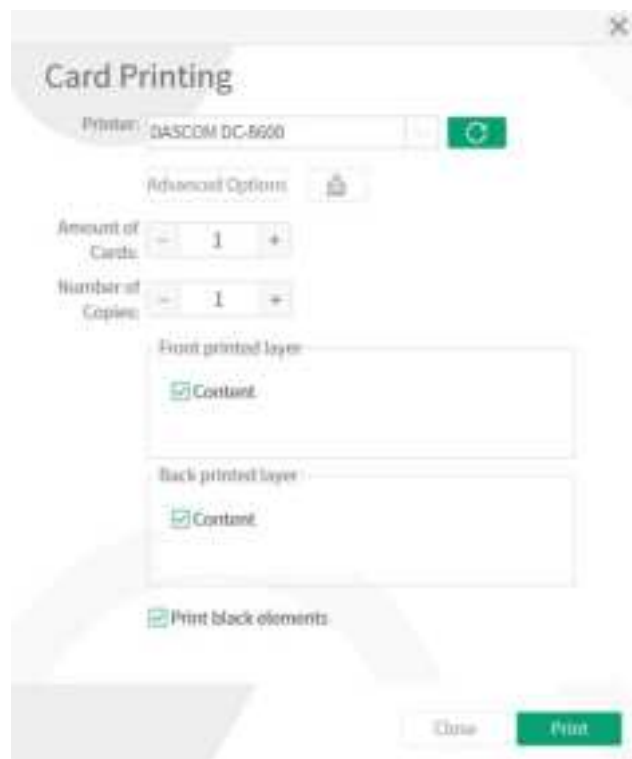 Card Printing
Printer: DASCOM DC-8600
Advanced Options
Amount of
Cards:
- 1 +
Number of
Copies:
- 1 +
Front printed layer
Content
Back printed layer
Content
Print black elements
Close Print